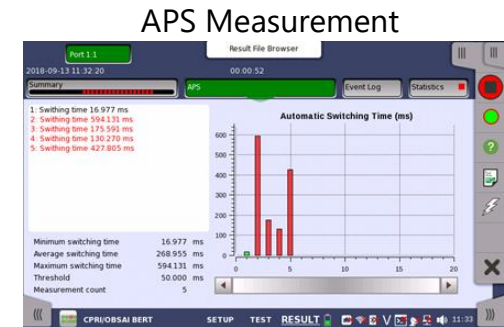 APS Measurement
Port 1.1
Result File Browser
2018-09-13 11:32:20
00:00:52
Summary
APS
Event Log
Statistics
1: Swithing time 16.977 ms
2: Swithing time 594.131 ms
3: Swithing time 175.591 ms
4: Swithing time 130.270 ms
5: Swithing time 427.805 ms
Automatic Switching Time (ms)
600
500
400
300
200
100
0
0 5 10 15 20
Minimum switching time 16.977 ms
Average switching time 268.955 ms
Maximum switching time 594.131 ms
Threshold 50.000 ms
Measurement count 5
CPRI/OBSAI BERT SETUP TEST RESULT V 11:33